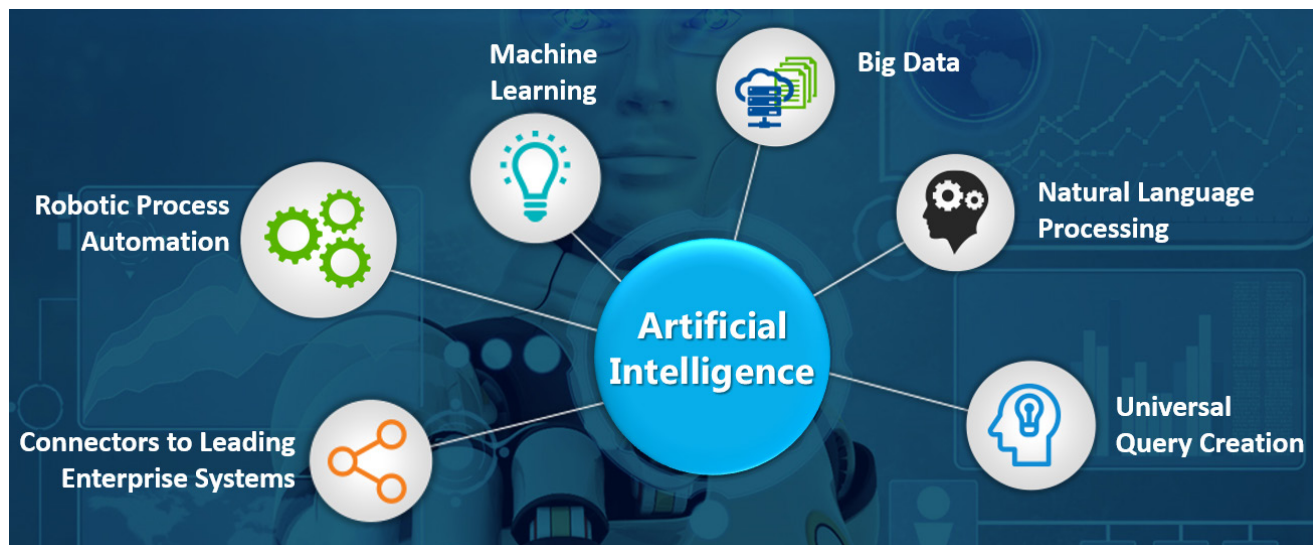 Machine
Learning
Big Data
Robotic Process
Automation
Natural Language
Processing
Artificial
Intelligence
Connectors to Leading
Enterprise Systems
Universal
Query Creation